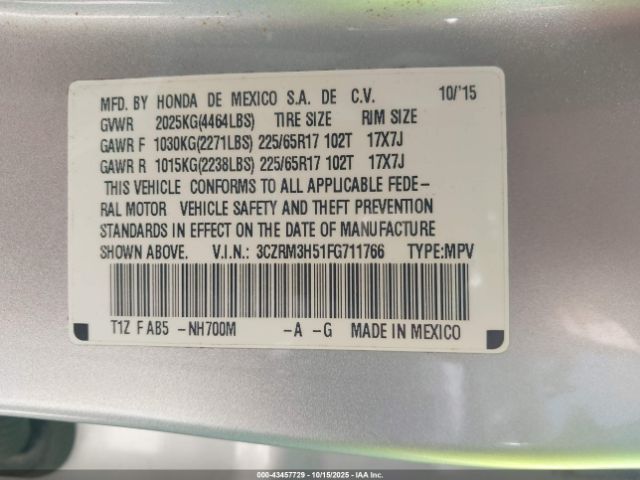 MFD. BY HONDA DE MEXICO S.A. DE C.V. 10/'15
GVWR 2025KG(4464LBS) TIRE SIZE RIM SIZE
GAWR F 1030KG(2271LBS) 225/65R17 102T 17X7J
GAWR R 1015KG(2238LBS) 225/65R17 102T 17X7J
THIS VEHICLE CONFORMS TO ALL APPLICABLE FEDE–
RAL MOTOR VEHICLE SAFETY AND THEFT PREVENTION
STANDARDS IN EFFECT ON THE DATE OF MANUFACTURE
SHOWN ABOVE. V.I.N.: 3CZRM3H51FG711766 TYPE:MPV
T1Z F AB5 –NH700M –A –G MADE IN MEXICO
000-43457729 - 10/15/2025 - IAA Inc.